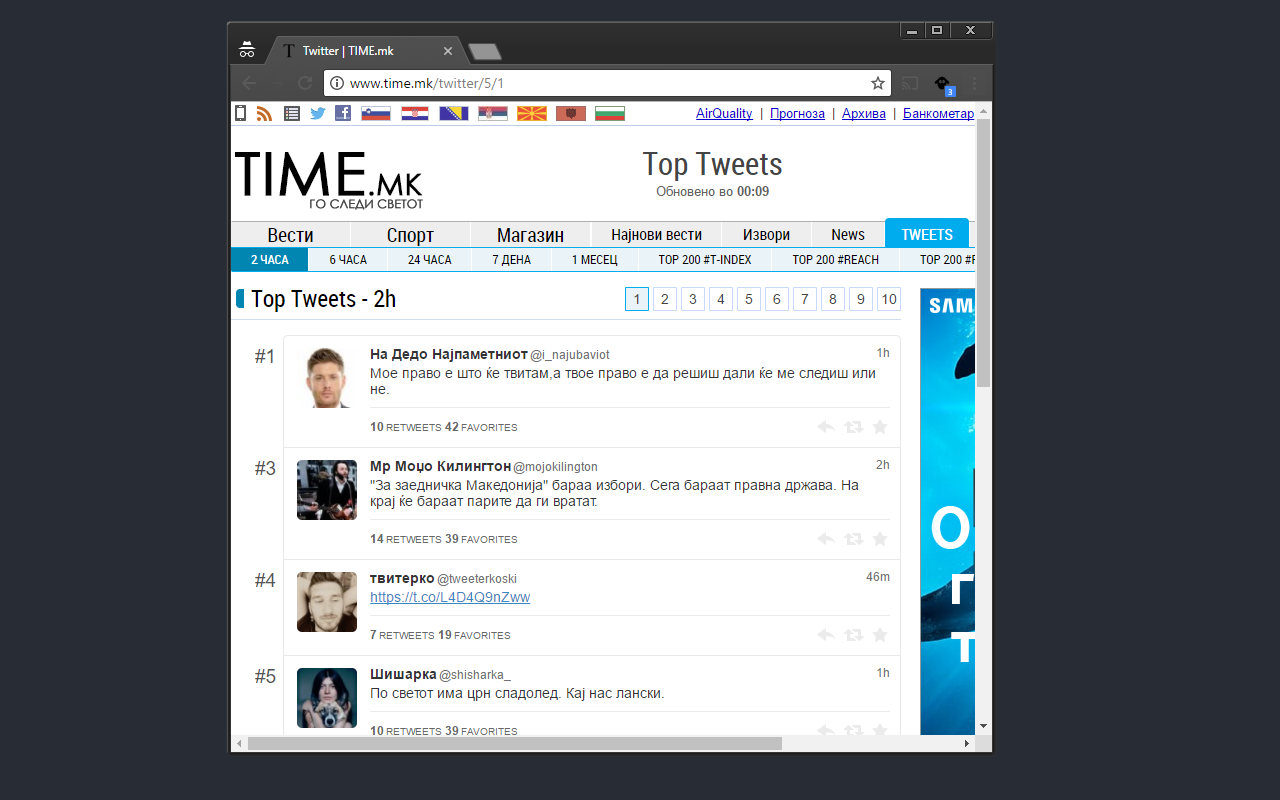 Twitter | TIME.mk
www.time.mk/twitter/5/1
3
AirQuality | Прогноза | Архива | Банкометар
TIME.MK
ГО СЛЕДИ СВЕТОТ
Top Tweets
Обновено во 00:09
Вести Спорт Магазин Најнови вести Извори News TWEETS
2 ЧАСА 6 ЧАСА 24 ЧАСА 7 ДЕНА 1 МЕСЕЦ TOP 200 #T-INDEX TOP 200 #REACH TOP 200 #F
Top Tweets - 2h
1 2 3 4 5 6 7 8 9 10
SAM
#1
На Дедо Најпаметниот @i_najubaviot 1h
Мое право е што ќе твитам,а твое право е да решиш дали ќе ме следиш или
не.
10 RETWEETS 42 FAVORITES
#3
Мр Моџо Килингтон @mojokilington 2h
"За заедничка Македонија" бараа избори. Сега бараат правна држава. На
крај ќе бараат парите да ги вратат.
14 RETWEETS 39 FAVORITES
#4
твитерко @tweeterkoski 46m
https://t.co/L4D4Q9nZww
7 RETWEETS 19 FAVORITES
#5
Шишарка @shisharka_ 1h
По светот има црн сладолед. Кај нас лански.
10 RETWEETS 39 FAVORITES
О
Г
Т